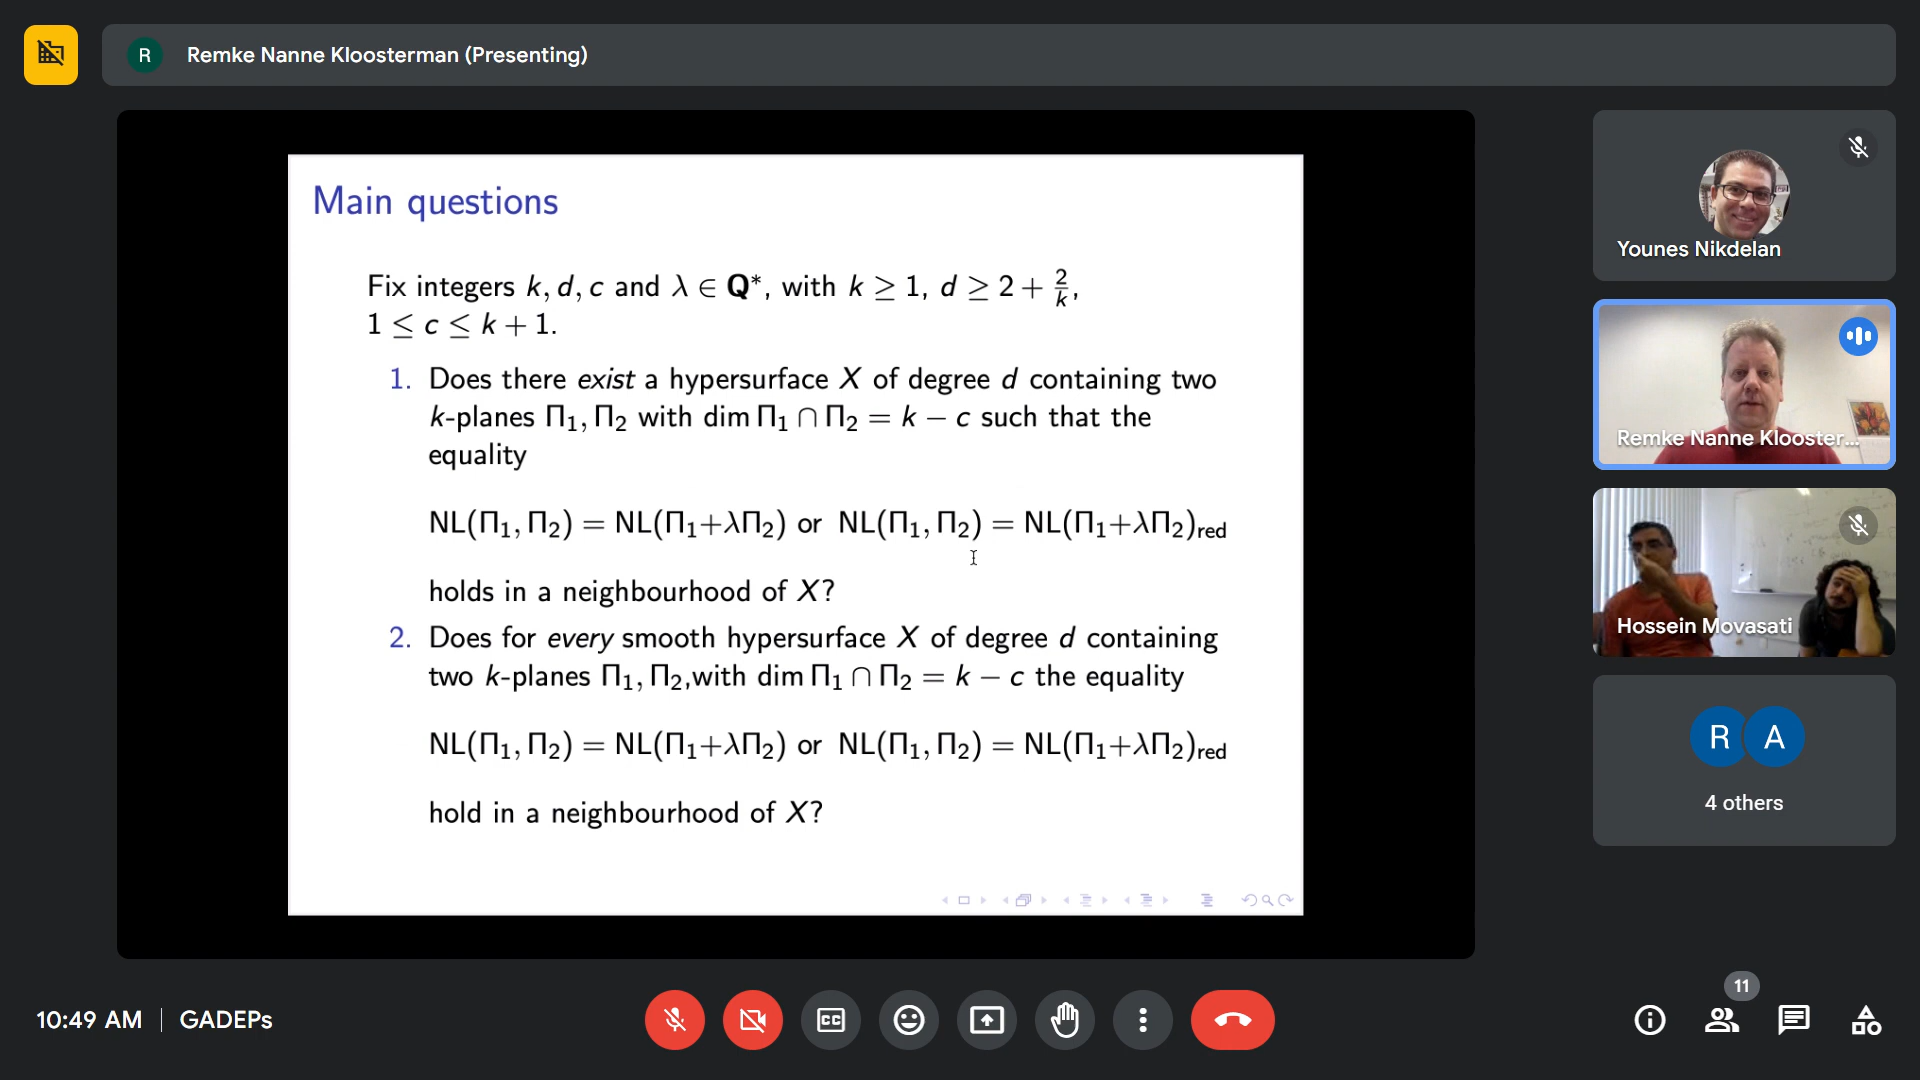 R Remke Nanne Kloosterman (Presenting)
Main questions
Fix integers k, d, c and λ ∈ Q*, with k ≥ 1, d ≥ 2 + 2/k,
1 ≤ c ≤ k + 1.
1. Does there exist a hypersurface X of degree d containing two
k-planes Π₁, Π₂ with dim Π₁ ∩ Π₂ = k − c such that the
equality
NL(Π₁, Π₂) = NL(Π₁+λΠ₂) or NL(Π₁, Π₂) = NL(Π₁+λΠ₂)red
holds in a neighbourhood of X?
2. Does for every smooth hypersurface X of degree d containing
two k-planes Π₁, Π₂,with dim Π₁ ∩ Π₂ = k − c the equality
NL(Π₁, Π₂) = NL(Π₁+λΠ₂) or NL(Π₁, Π₂) = NL(Π₁+λΠ₂)red
hold in a neighbourhood of X?
Younes Nikdelan
Remke Nanne Klooster...
Hossein Movasati
R A
4 others
10:49 AM | GADEPs
CC
11